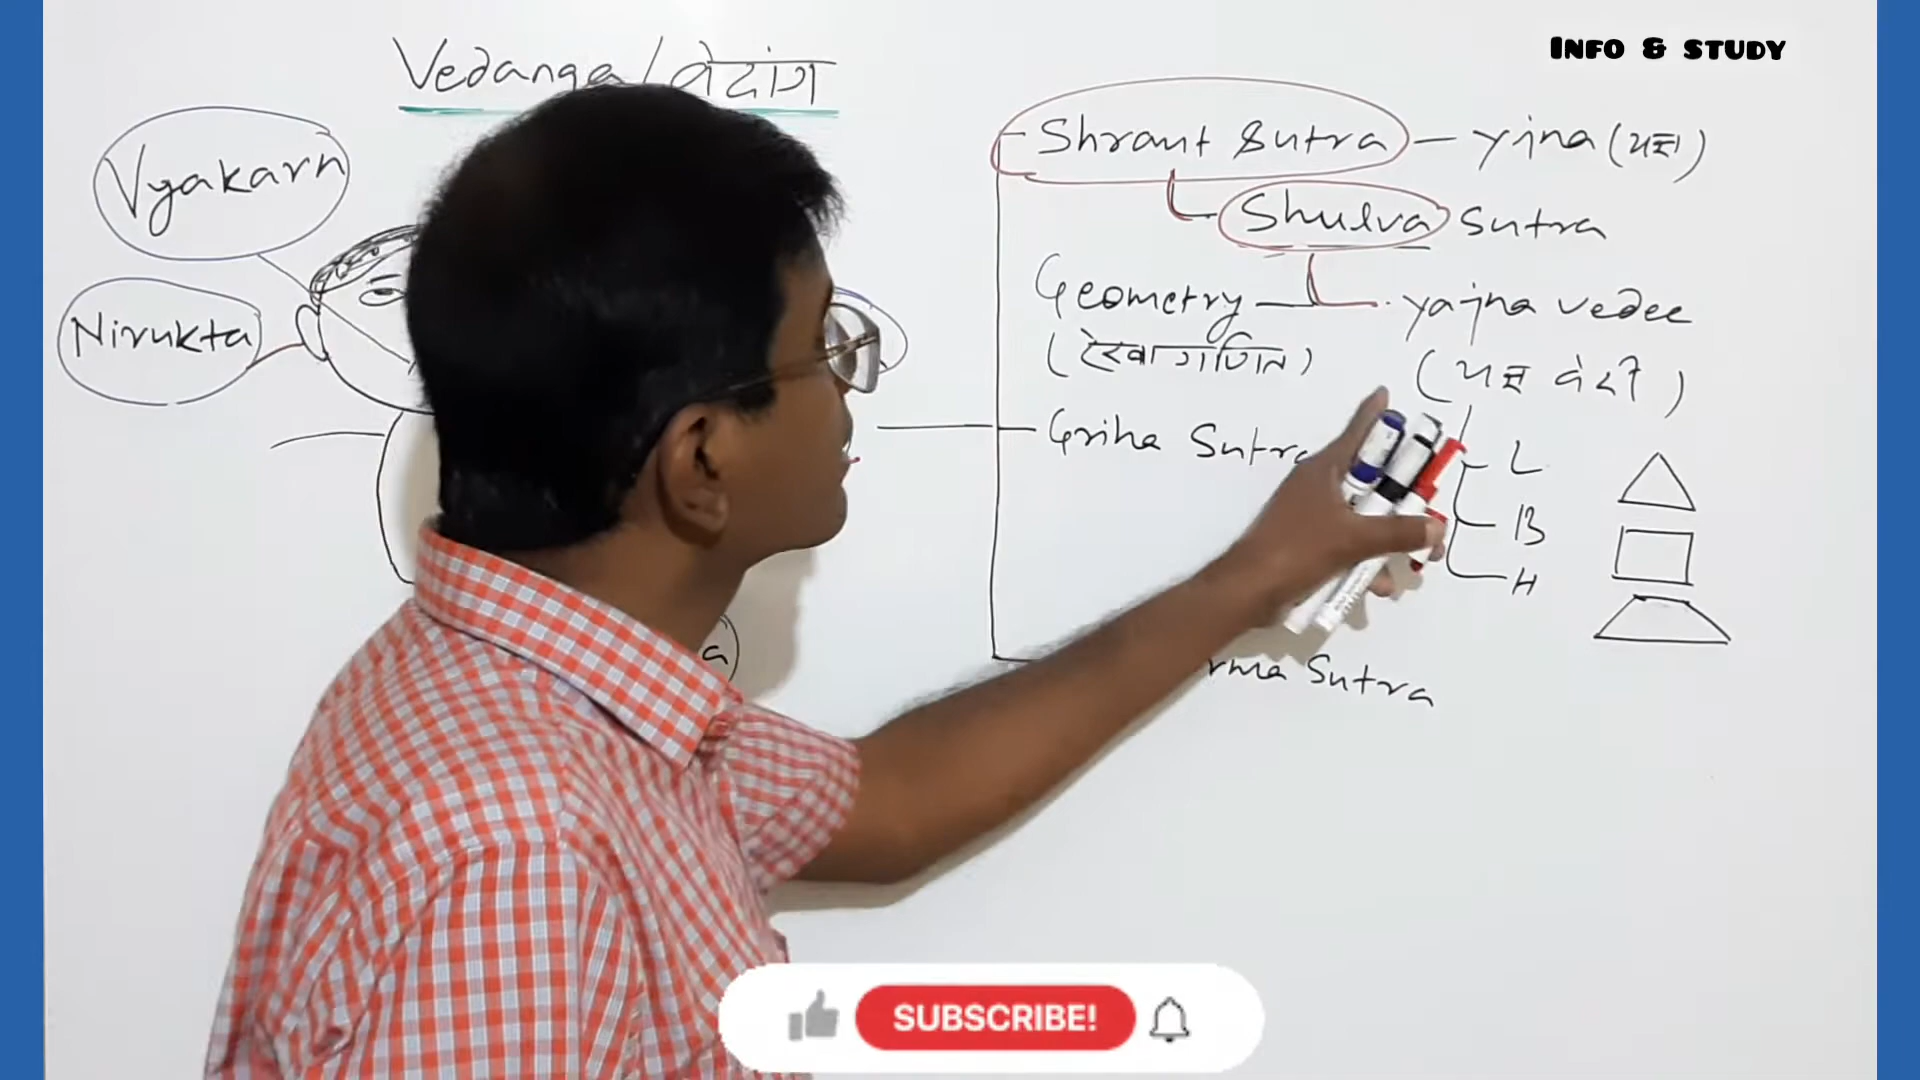 INFO & STUDY
Vedanga / वेदांग
Vyakarn
Nirukta
a
Shraut Sutra — Yjna (यज्ञ)
Shulva Sutra
Geometry — yajna vedee
(रेखागणित) (यज्ञ वेदी)
Griha Sutra
L
B
H
rma Sutra
SUBSCRIBE!